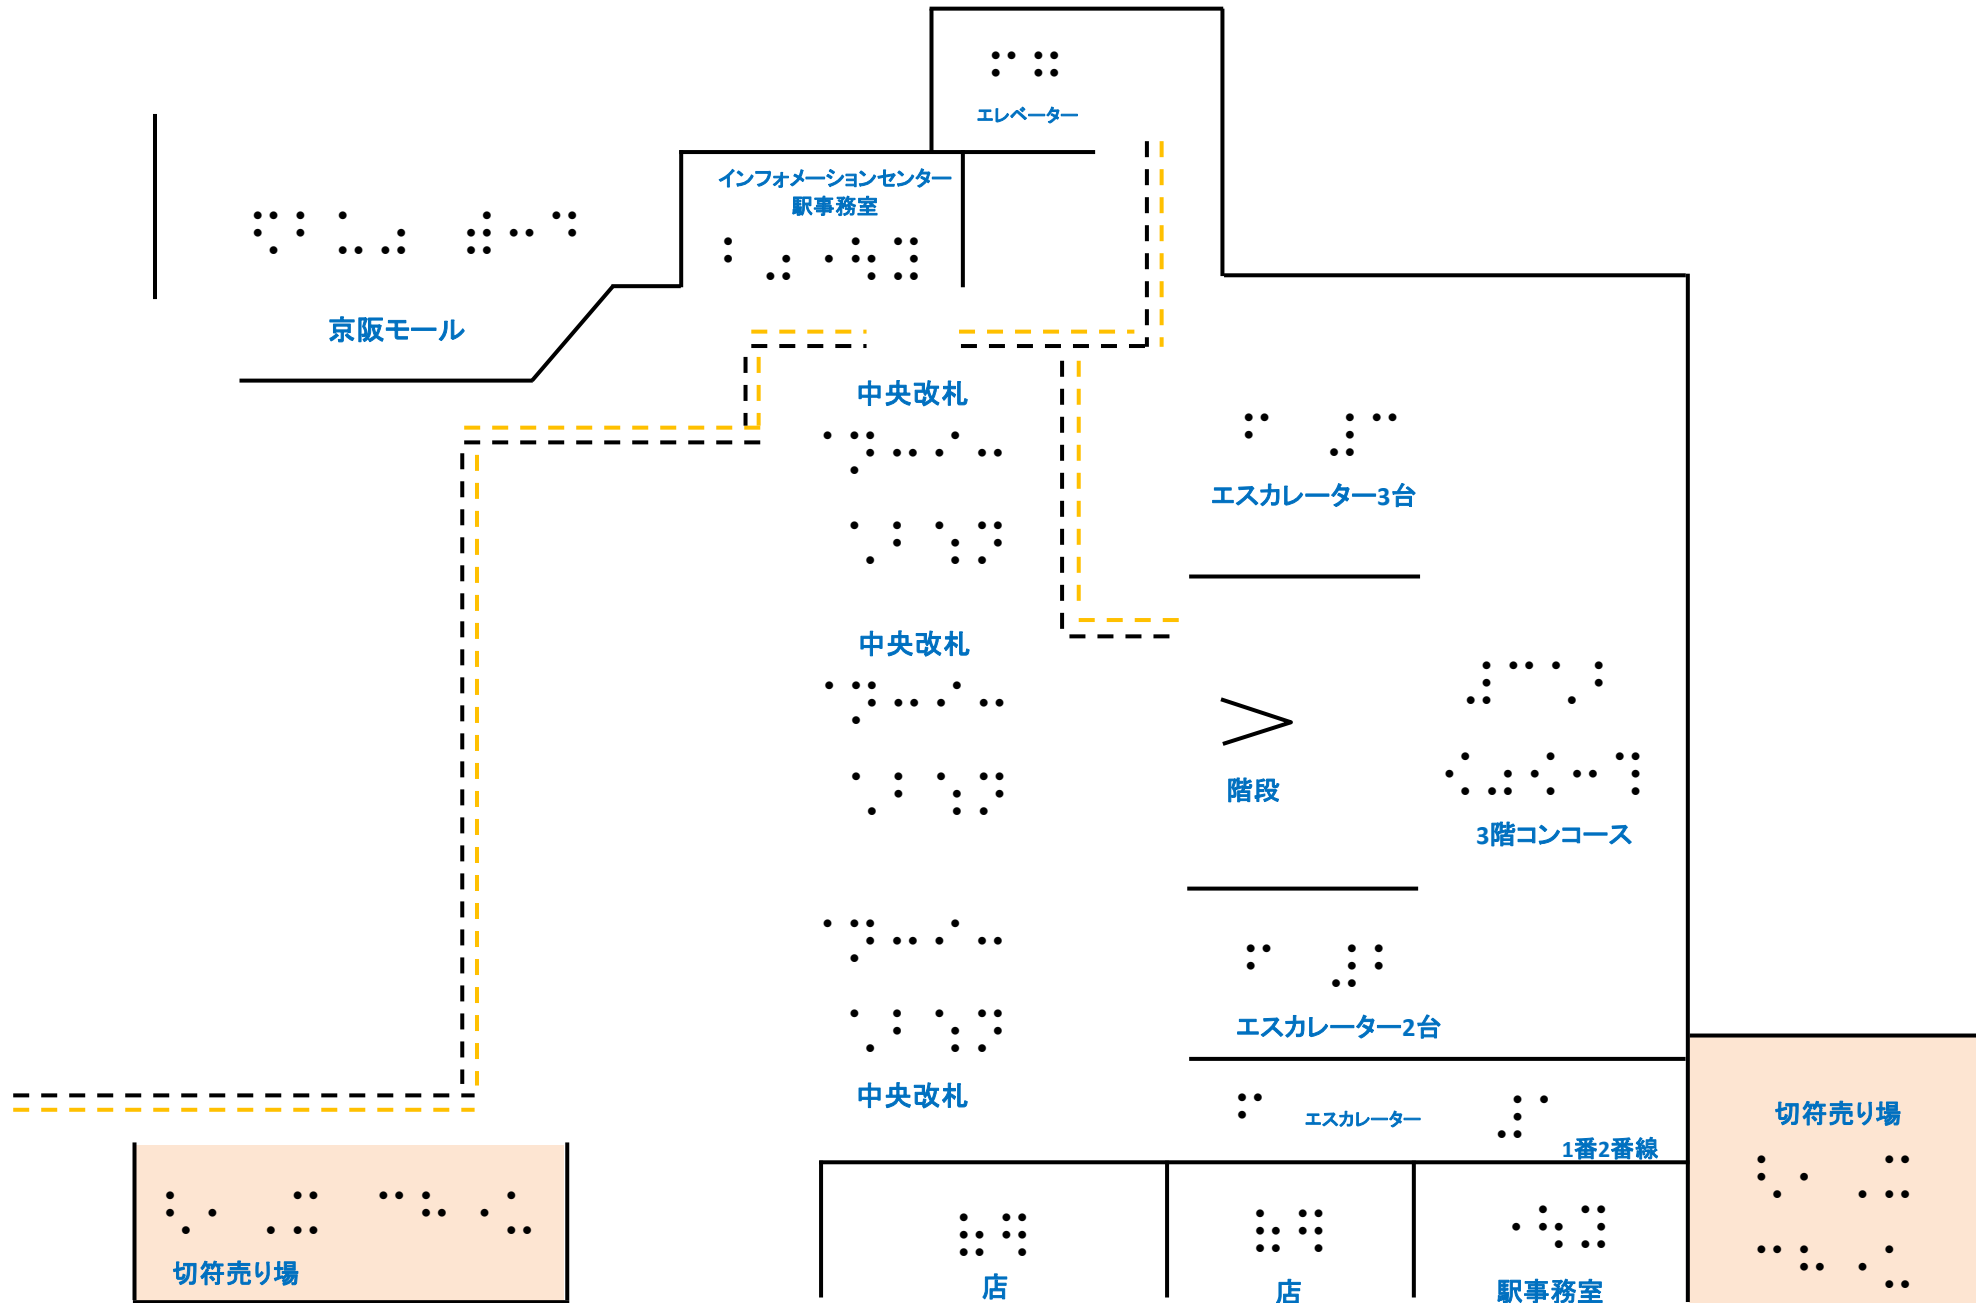 エレベーター
インフォメーションセンター
駅事務室
京阪モール
中央改札
エスカレーター3台
中央改札
階段
3階コンコース
エスカレーター2台
中央改札
エスカレーター
1番2番線
切符売り場
切符売り場
店
店
駅事務室